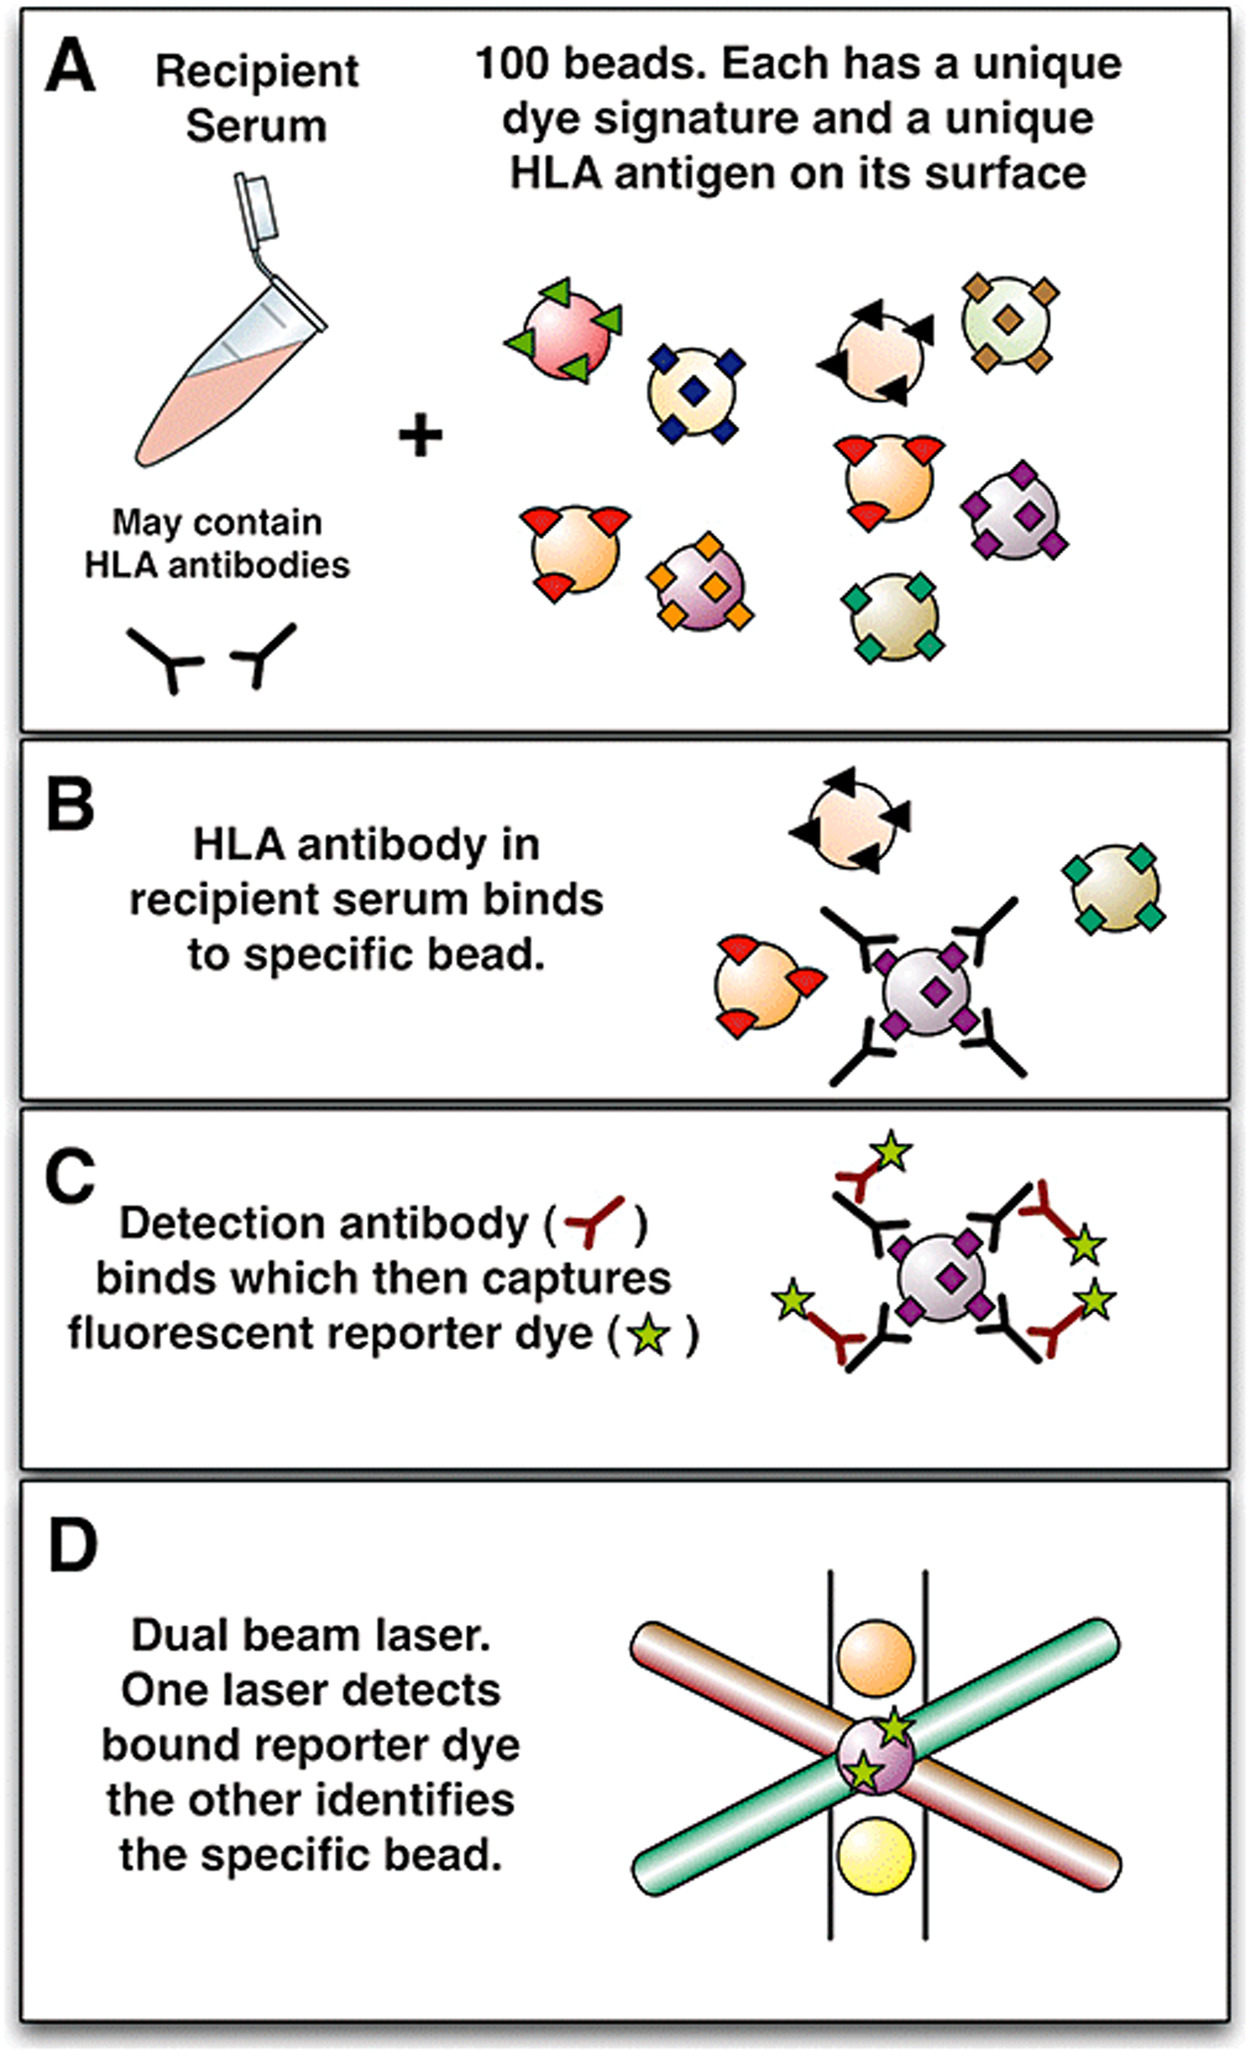 A
Recipient
Serum
100 beads. Each has a unique
dye signature and a unique
HLA antigen on its surface
+
May contain
HLA antibodies
B
HLA antibody in
recipient serum binds
to specific bead.
C
Detection antibody ( )
binds which then captures
fluorescent reporter dye ( )
D
Dual beam laser.
One laser detects
bound reporter dye
the other identifies
the specific bead.